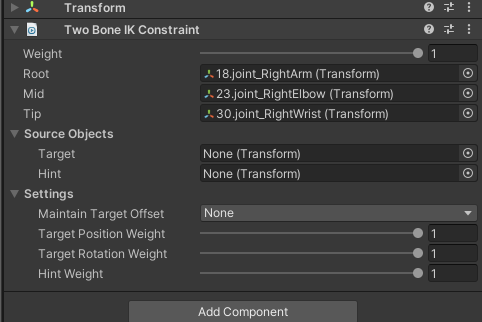 Transform
Two Bone IK Constraint
Weight 1
Root 18.joint_RightArm (Transform)
Mid 23.joint_RightElbow (Transform)
Tip 30.joint_RightWrist (Transform)
Source Objects
Target None (Transform)
Hint None (Transform)
Settings
Maintain Target Offset None
Target Position Weight 1
Target Rotation Weight 1
Hint Weight 1
Add Component